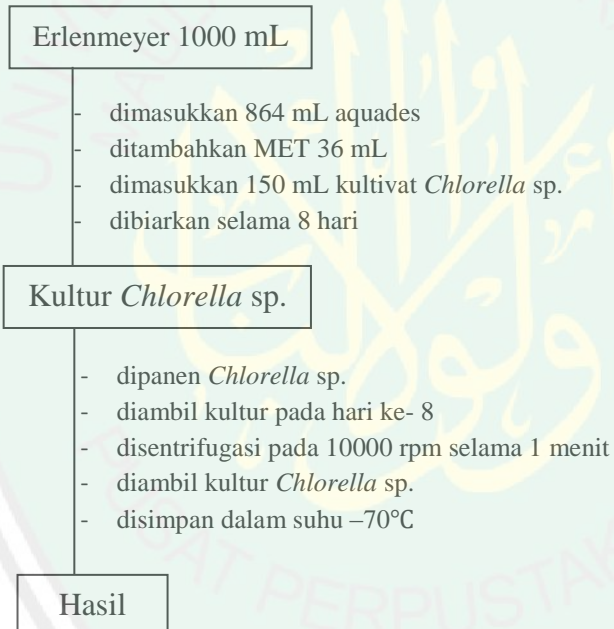 Erlenmeyer 1000 mL
- dimasukkan 864 mL aquades
- ditambahkan MET 36 mL
- dimasukkan 150 mL kultivat Chlorella sp.
- dibiarkan selama 8 hari
Kultur Chlorella sp.
- dipanen Chlorella sp.
- diambil kultur pada hari ke- 8
- disentrifugasi pada 10000 rpm selama 1 menit
- diambil kultur Chlorella sp.
- disimpan dalam suhu –70°C
Hasil